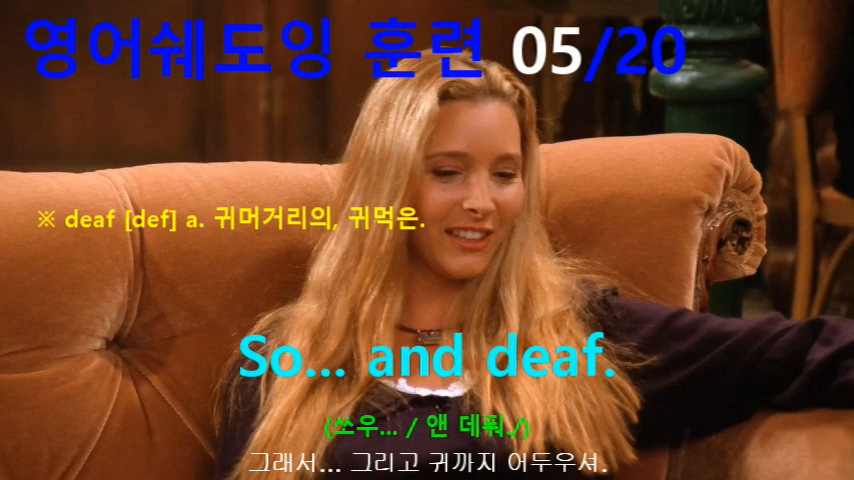 영어쉐도잉 훈련 05/20
※ deaf [def] a. 귀머거리의, 귀먹은.
So... and deaf.
(쏘우... / 앤 데풔./)
그래서... 그리고 귀까지 어두우셔.